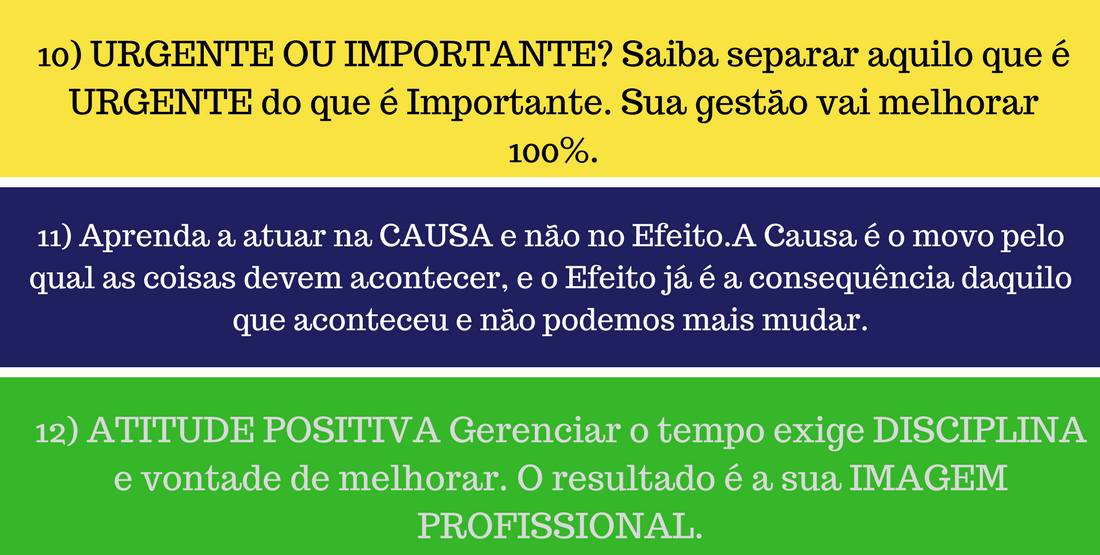 10) URGENTE OU IMPORTANTE? Saiba separar aquilo que é
URGENTE do que é Importante. Sua gestão vai melhorar
100%.
11) Aprenda a atuar na CAUSA e não no Efeito.A Causa é o movo pelo
qual as coisas devem acontecer, e o Efeito já é a consequência daquilo
que aconteceu e não podemos mais mudar.
12) ATITUDE POSITIVA Gerenciar o tempo exige DISCIPLINA
e vontade de melhorar. O resultado é a sua IMAGEM
PROFISSIONAL.